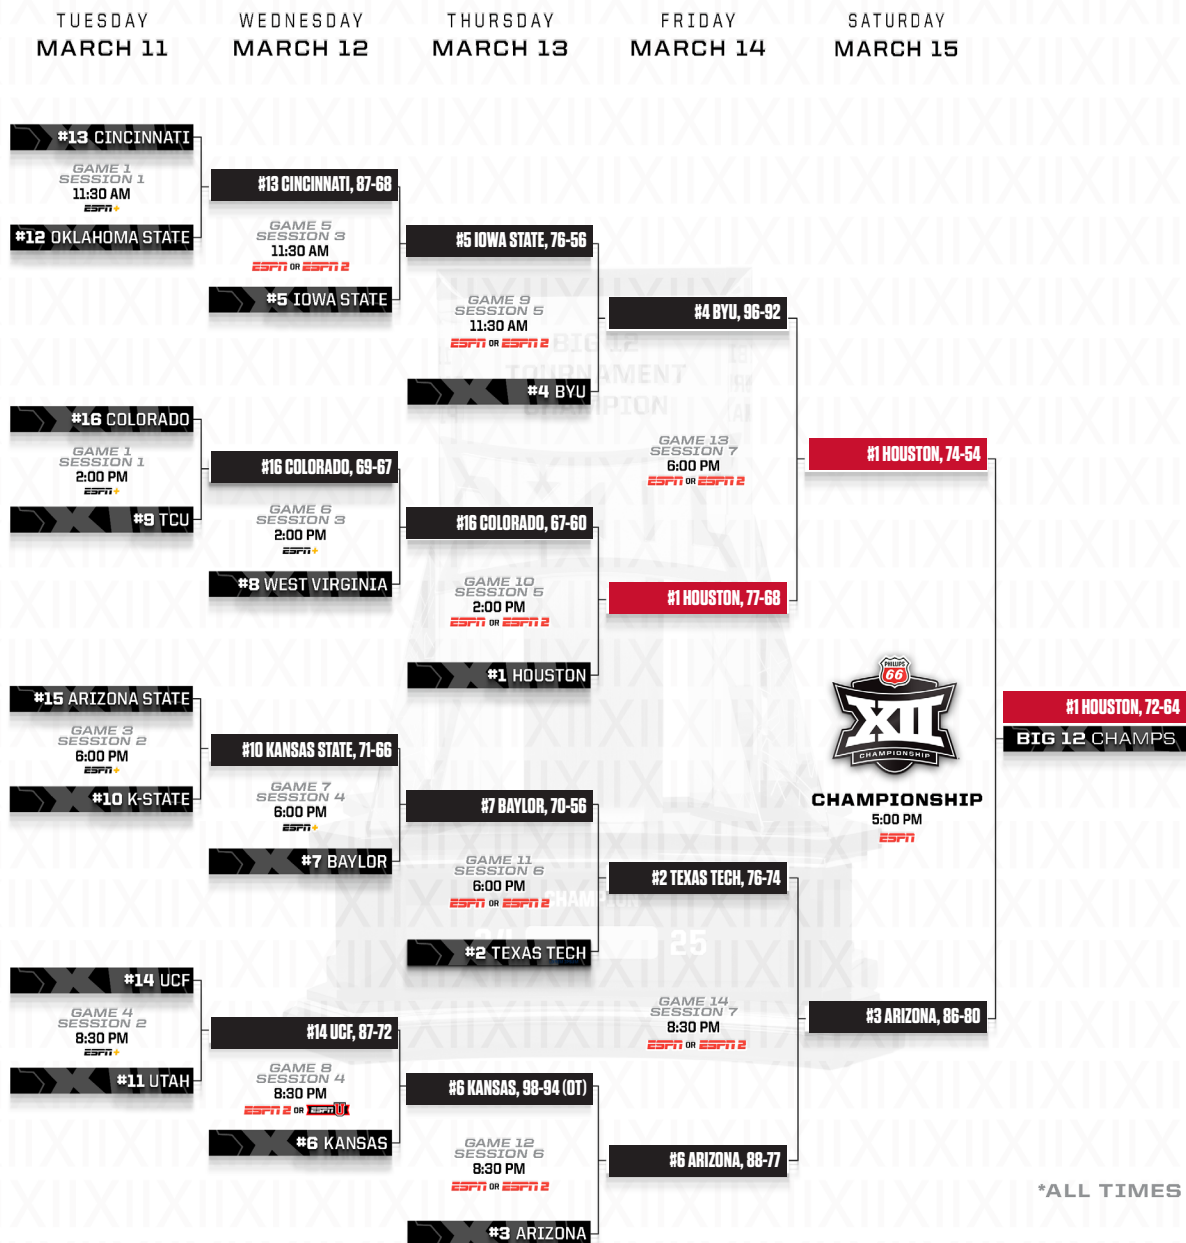 TUESDAY
MARCH 11
WEDNESDAY
MARCH 12
THURSDAY
MARCH 13
FRIDAY
MARCH 14
SATURDAY
MARCH 15
#13 CINCINNATI
GAME 1
SESSION 1
11:30 AM
ESPN+
#12 OKLAHOMA STATE
#16 COLORADO
GAME 1
SESSION 1
2:00 PM
ESPN+
#9 TCU
#15 ARIZONA STATE
GAME 3
SESSION 2
6:00 PM
ESPN+
#10 K-STATE
#14 UCF
GAME 4
SESSION 2
8:30 PM
ESPN+
#11 UTAH
#13 CINCINNATI, 87-68
GAME 5
SESSION 3
11:30 AM
ESPN OR ESPN 2
#5 IOWA STATE
#16 COLORADO, 69-67
GAME 6
SESSION 3
2:00 PM
ESPN+
#8 WEST VIRGINIA
#10 KANSAS STATE, 71-66
GAME 7
SESSION 4
6:00 PM
ESPN+
#7 BAYLOR
#14 UCF, 87-72
GAME 8
SESSION 4
8:30 PM
ESPN 2 OR ESPN U
#6 KANSAS
#5 IOWA STATE, 76-56
GAME 9
SESSION 5
11:30 AM
ESPN OR ESPN 2
#4 BYU
#16 COLORADO, 67-60
GAME 10
SESSION 5
2:00 PM
ESPN OR ESPN 2
#1 HOUSTON
#7 BAYLOR, 70-56
GAME 11
SESSION 6
6:00 PM
ESPN OR ESPN 2
#2 TEXAS TECH
#6 KANSAS, 98-94 (OT)
GAME 12
SESSION 6
8:30 PM
ESPN OR ESPN 2
#3 ARIZONA
BIG 12
TOURNAMENT
CHAMPION
CHAMPION
24
25
#4 BYU, 96-92
GAME 13
SESSION 7
6:00 PM
ESPN OR ESPN 2
#1 HOUSTON, 77-68
#2 TEXAS TECH, 76-74
GAME 14
SESSION 7
8:30 PM
ESPN OR ESPN 2
#6 ARIZONA, 88-77
#1 HOUSTON, 74-54
PHILLIPS
66
XII
CHAMPIONSHIP
CHAMPIONSHIP
5:00 PM
ESPN
#3 ARIZONA, 86-80
#1 HOUSTON, 72-64
BIG 12 CHAMPS
*ALL TIMES